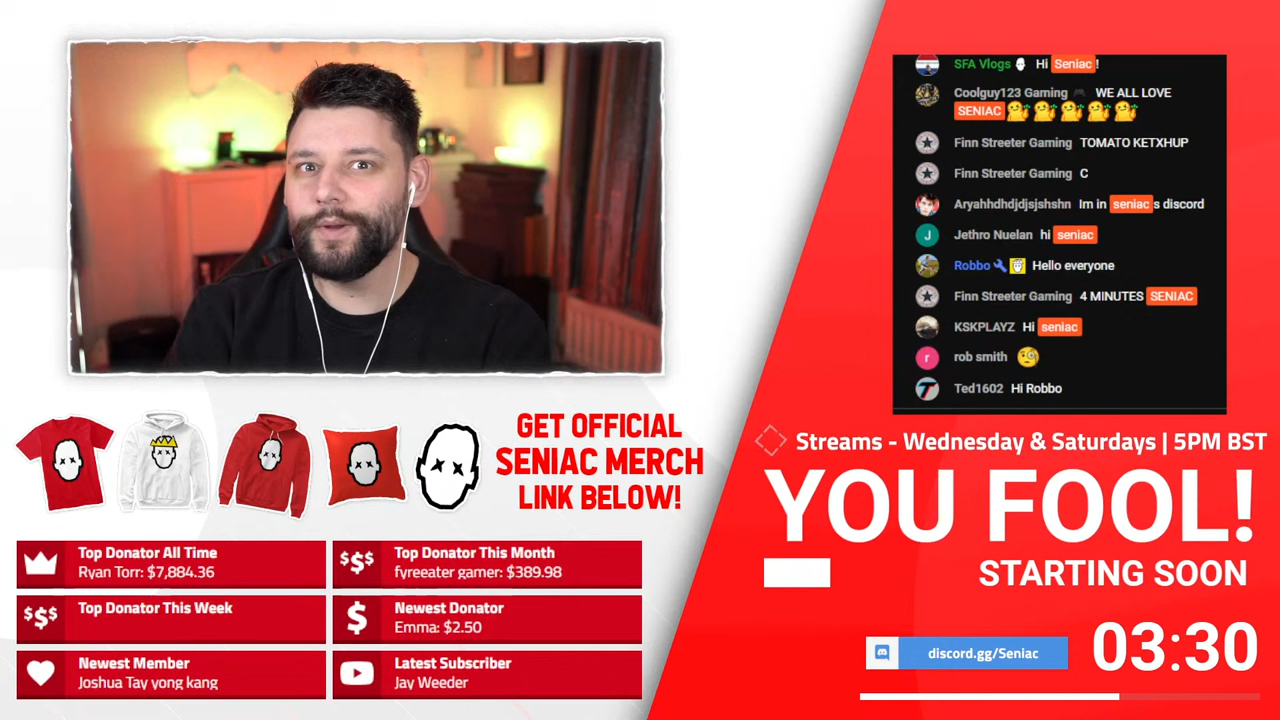 SFA Vlogs Hi Seniac!
Coolguy123 Gaming WE ALL LOVE
SENIAC
Finn Streeter Gaming TOMATO KETXHUP
Finn Streeter Gaming C
Aryahhdhdjdjsjshshn Im in seniacs discord
J Jethro Nuelan hi seniac
Robbo Hello everyone
Finn Streeter Gaming 4 MINUTES SENIAC
KSKPLAYZ Hi seniac
r rob smith
Ted1602 Hi Robbo
GET OFFICIAL
SENIAC MERCH
LINK BELOW!
Streams - Wednesday & Saturdays | 5PM BST
YOU FOOL!
STARTING SOON
Top Donator All Time
Ryan Torr: $7,884.36
$$$ Top Donator This Month
fyreeater gamer: $389.98
$$$ Top Donator This Week
$ Newest Donator
Emma: $2.50
Newest Member
Joshua Tay yong kang
Latest Subscriber
Jay Weeder
discord.gg/Seniac
03:30